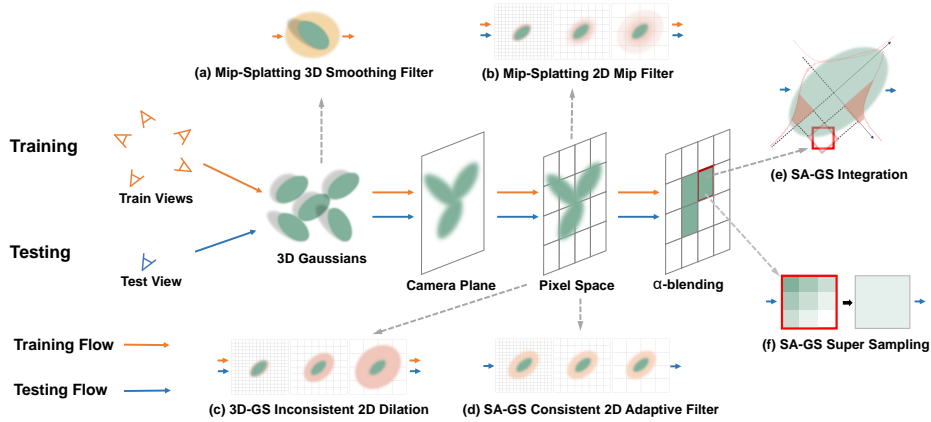 (a) Mip-Splatting 3D Smoothing Filter
(b) Mip-Splatting 2D Mip Filter
Training
Train Views
(e) SA-GS Integration
Testing
Test View
3D Gaussians
Camera Plane
Pixel Space
α-blending
Training Flow
(f) SA-GS Super Sampling
Testing Flow
(c) 3D-GS Inconsistent 2D Dilation
(d) SA-GS Consistent 2D Adaptive Filter